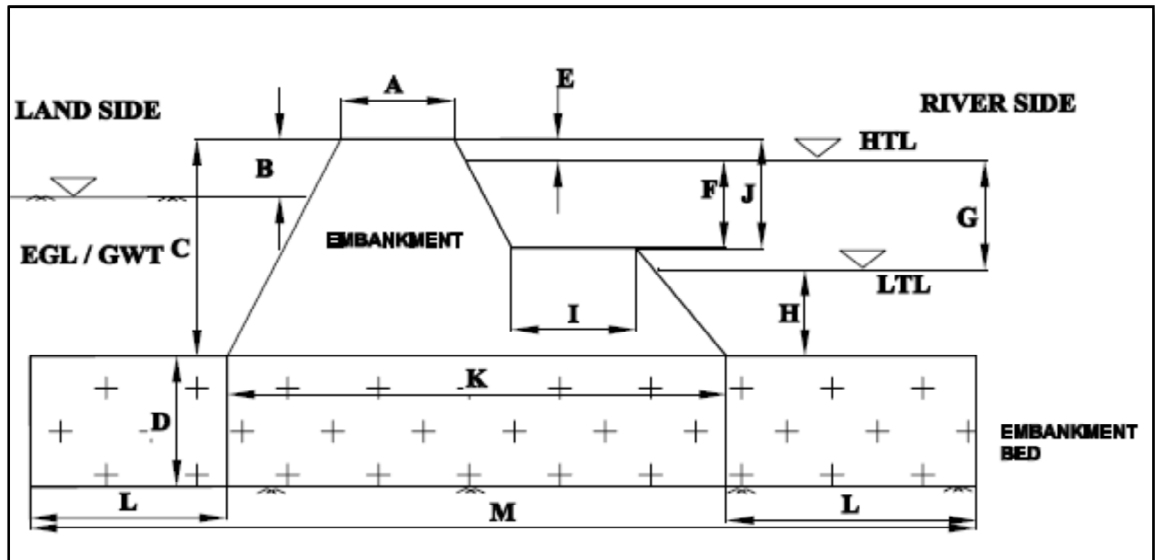 A
E
LAND SIDE
RIVER SIDE
HTL
B
F
J
G
EMBANKMENT
EGL / GWT
C
LTL
I
H
K
D
EMBANKMENT
BED
L
M
L